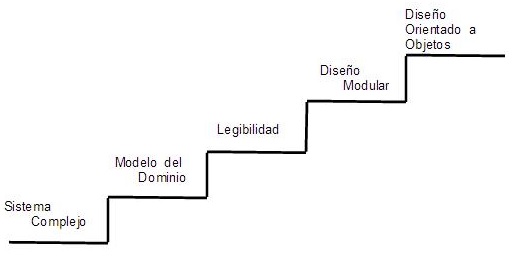 Sistema
Complejo
Modelo del
Dominio
Legibilidad
Diseño
Modular
Diseño
Orientado a
Objetos